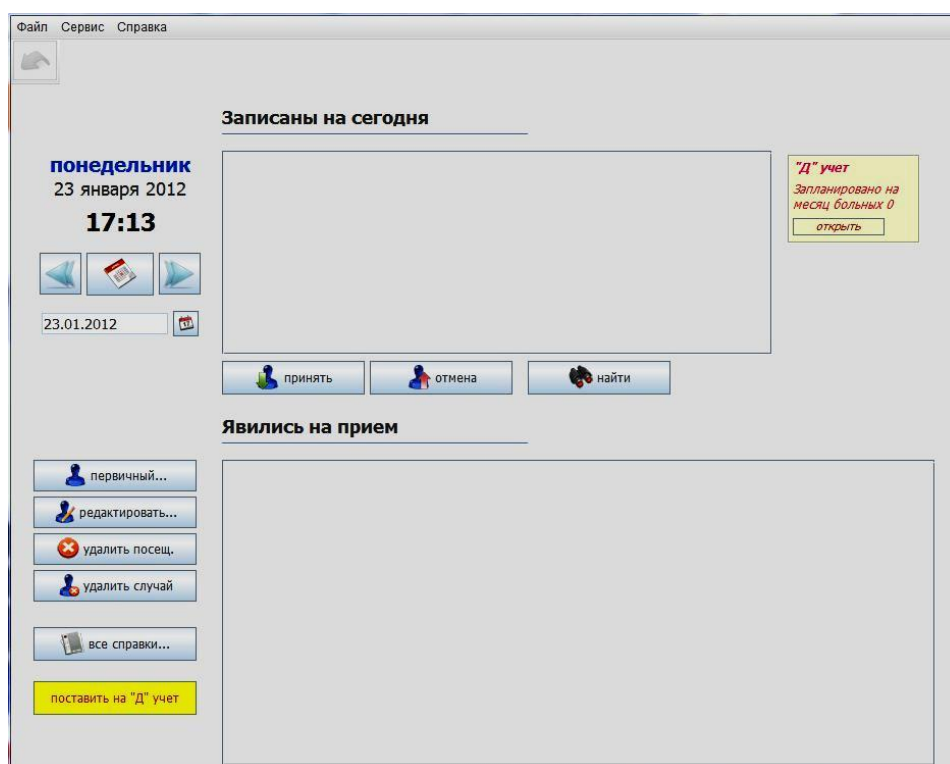 Файл Сервис Справка
Записаны на сегодня
понедельник
23 января 2012
17:13
23.01.2012
"Д" учет
Запланировано на
месяц больных 0
открыть
принять
отмена
найти
Явились на прием
первичный...
редактировать...
удалить посещ.
удалить случай
все справки...
поставить на "Д" учет